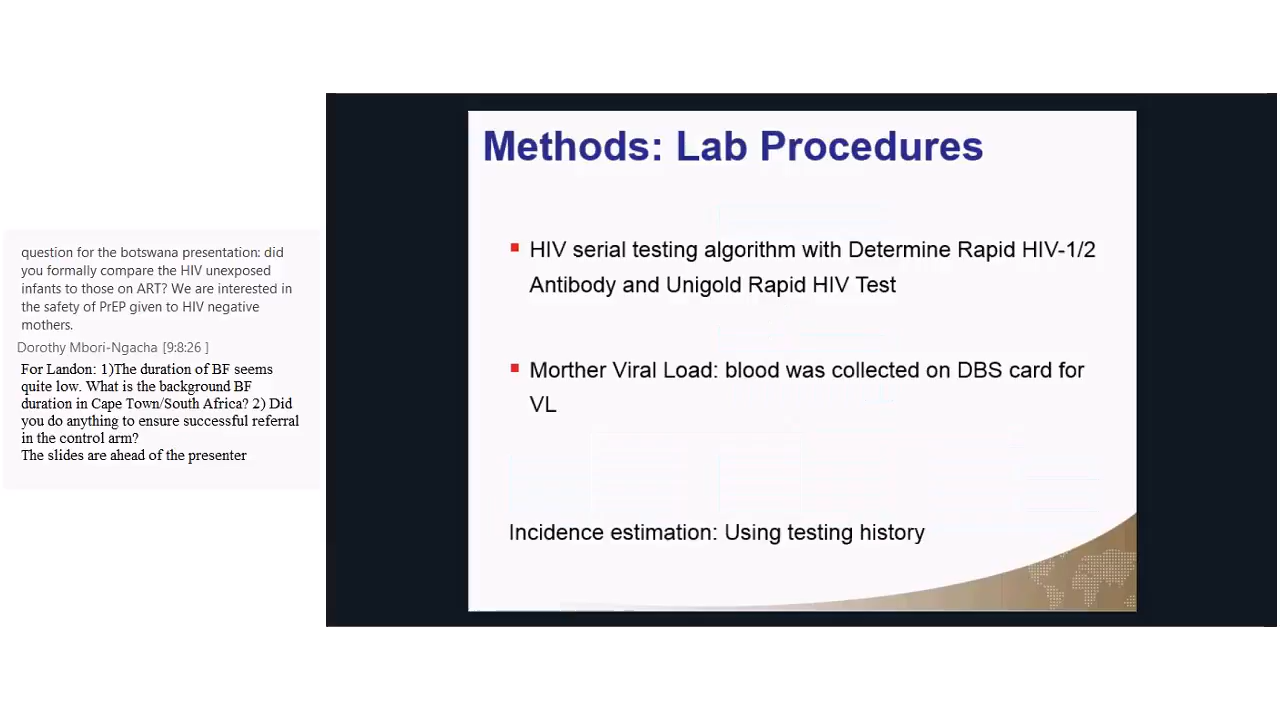 question for the botswana presentation: did
you formally compare the HIV unexposed
infants to those on ART? We are interested in
the safety of PrEP given to HIV negative
mothers.
Dorothy Mbori-Ngacha [9:8:26 ]
For Landon: 1)The duration of BF seems
quite low. What is the background BF
duration in Cape Town/South Africa? 2) Did
you do anything to ensure successful referral
in the control arm?
The slides are ahead of the presenter
Methods: Lab Procedures
HIV serial testing algorithm with Determine Rapid HIV-1/2
Antibody and Unigold Rapid HIV Test
Morther Viral Load: blood was collected on DBS card for
VL
Incidence estimation: Using testing history